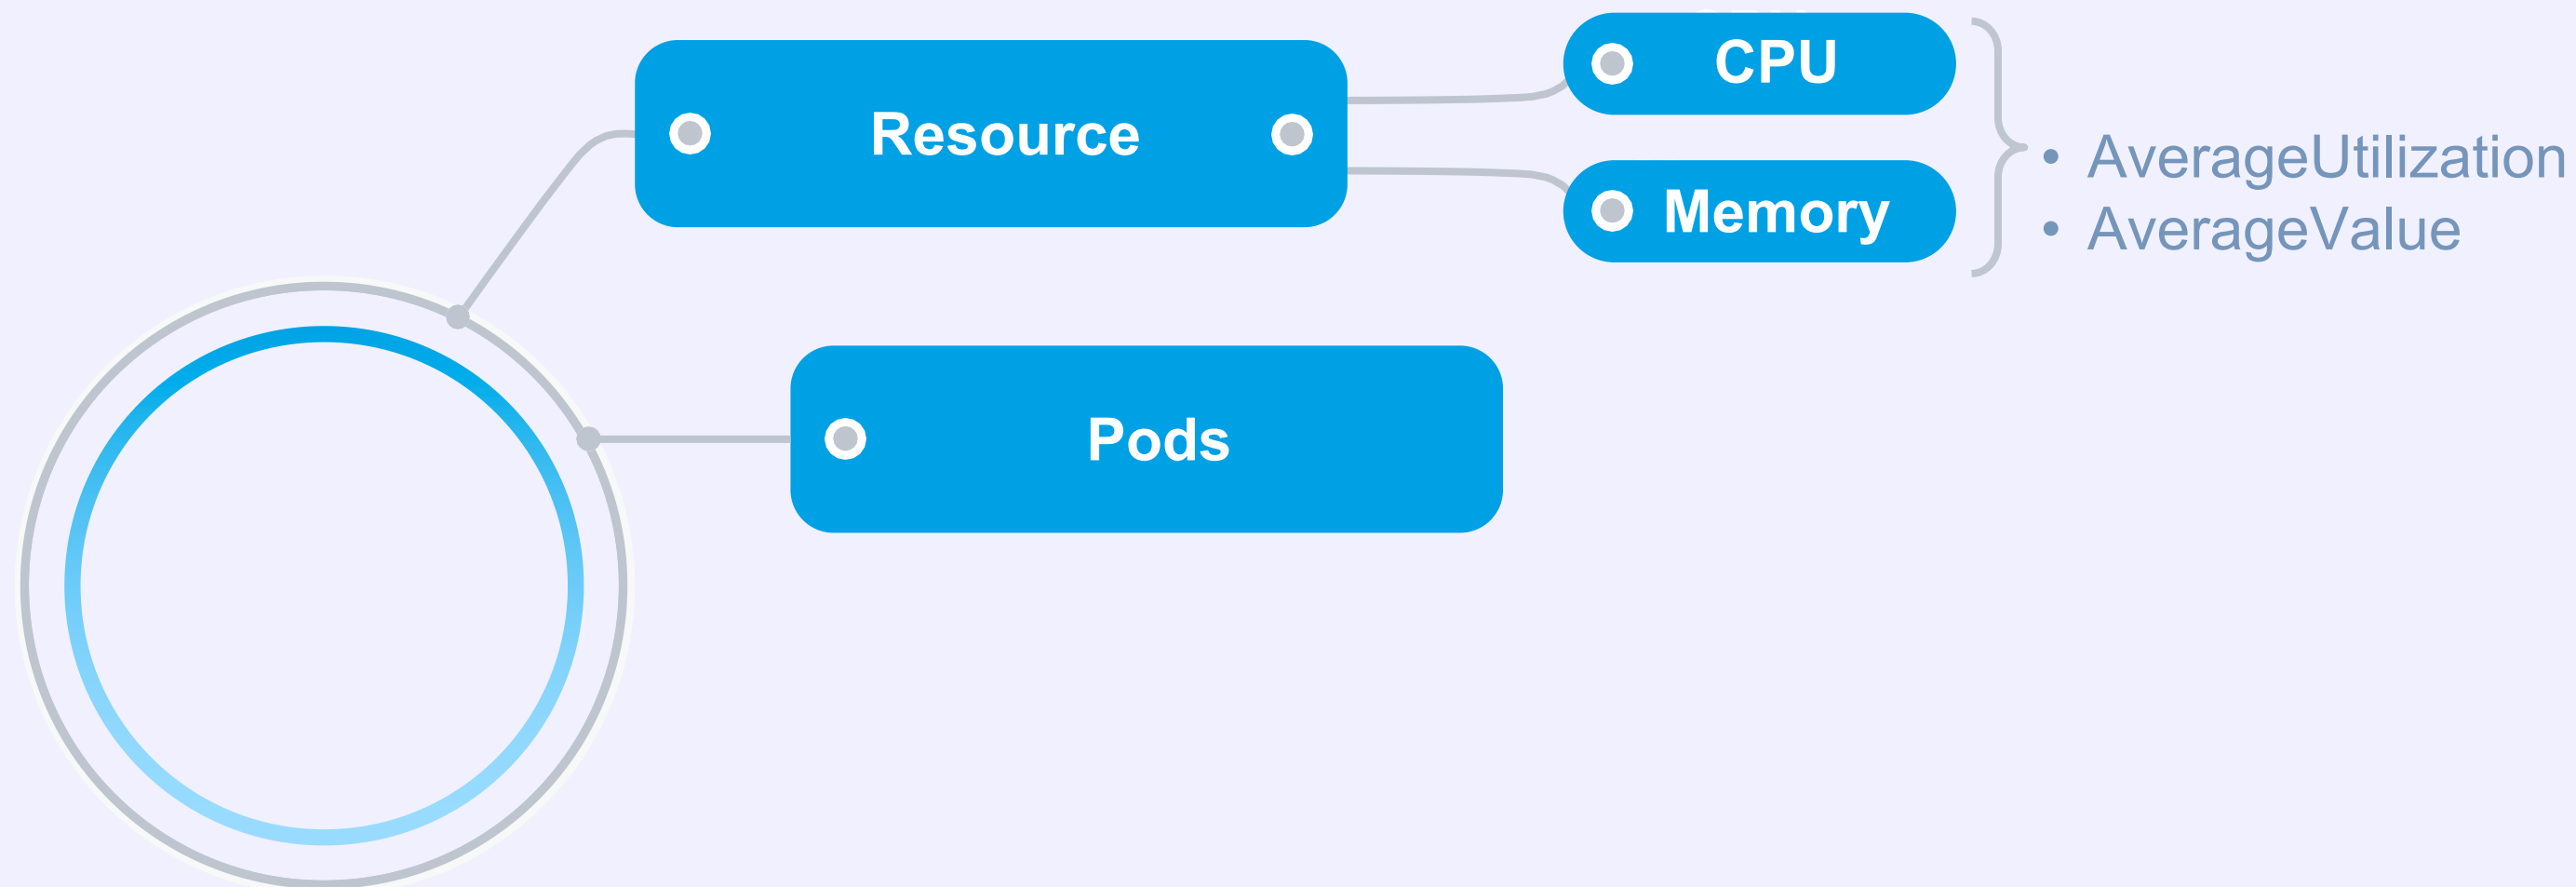 Resource
CPU
Memory
• AverageUtilization
• AverageValue
Pods